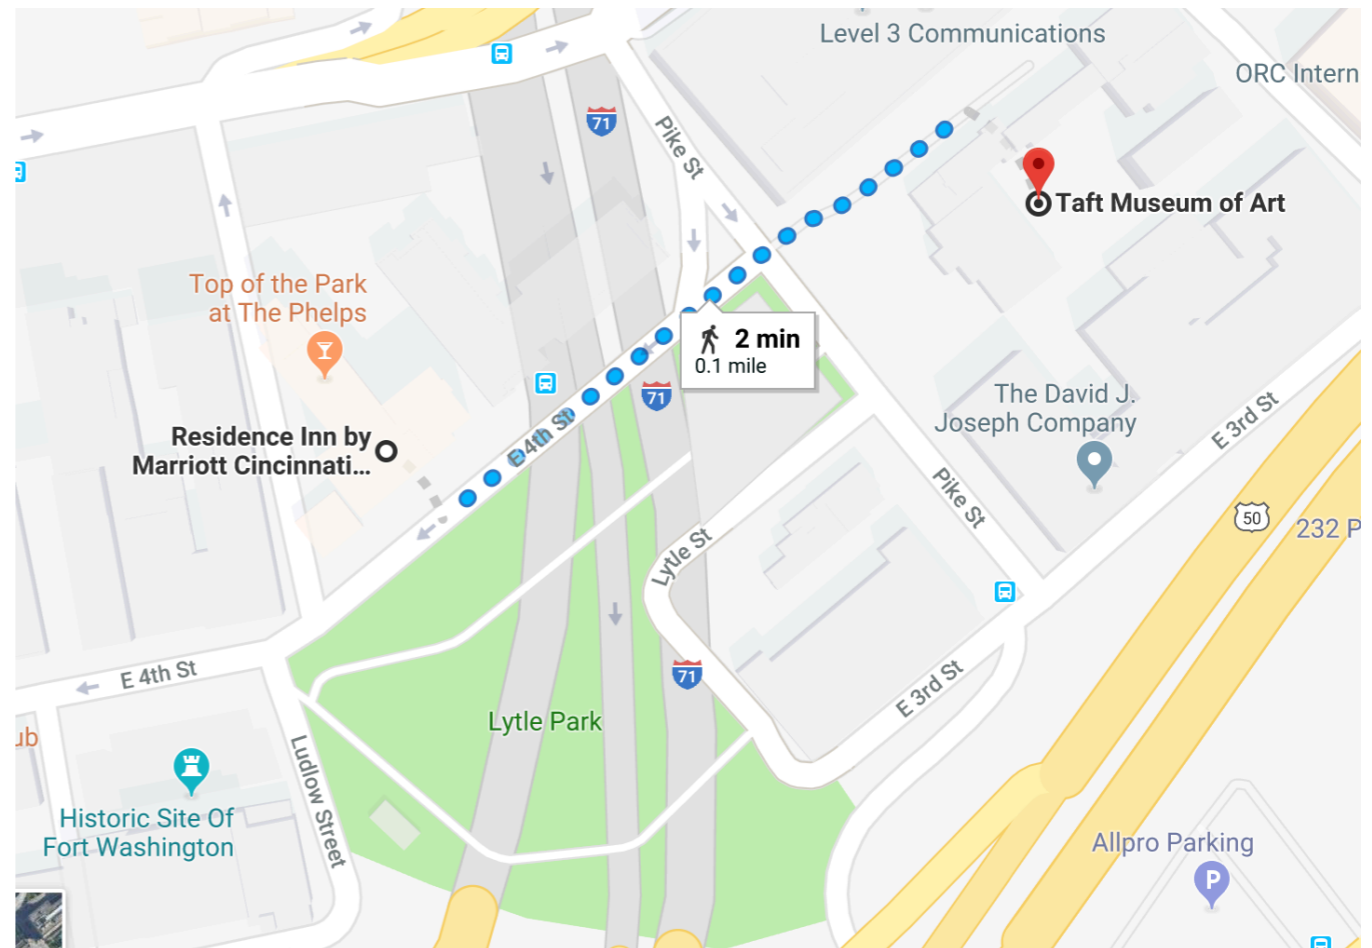 Level 3 Communications
ORC Intern
71
Pike St
Taft Museum of Art
Top of the Park
at The Phelps
2 min
0.1 mile
71
The David J.
Joseph Company
E 3rd St
Residence Inn by
Marriott Cincinnati...
E 4th St
Pike St
50
232 P
Lytle St
E 4th St
71
E 3rd St
Lytle Park
ub
Ludlow Street
Historic Site Of
Fort Washington
Allpro Parking
P